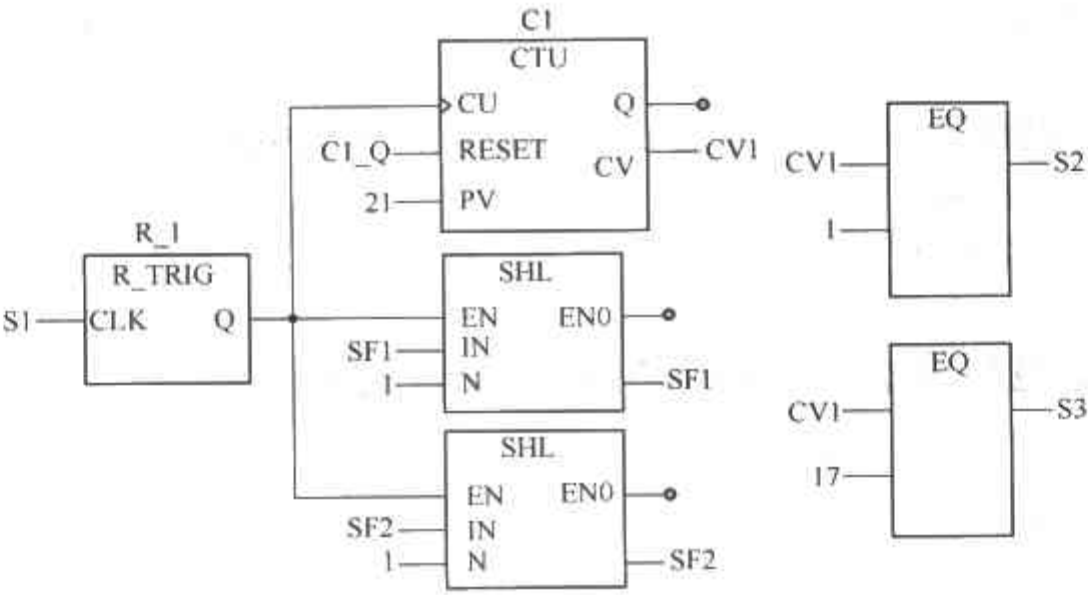 C1
CTU
CU Q
C1_Q RESET
CV CV1
21 PV
R_1
R_TRIG
S1 CLK Q
SHL
EN EN0
SF1 IN
1 N SF1
SHL
EN EN0
SF2 IN
1 N SF2
EQ
CV1 S2
1
EQ
CV1 S3
17